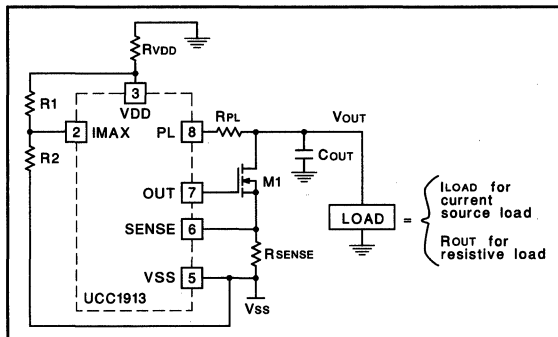 RVDD
R1
3
VDD
2
IMAX
PL
8
RPL
VOUT
R2
COUT
OUT
7
M1
SENSE
6
RSENSE
LOAD
=
ILOAD for
current
source load
ROUT for
resistive load
VSS
5
UCC1913
VSS